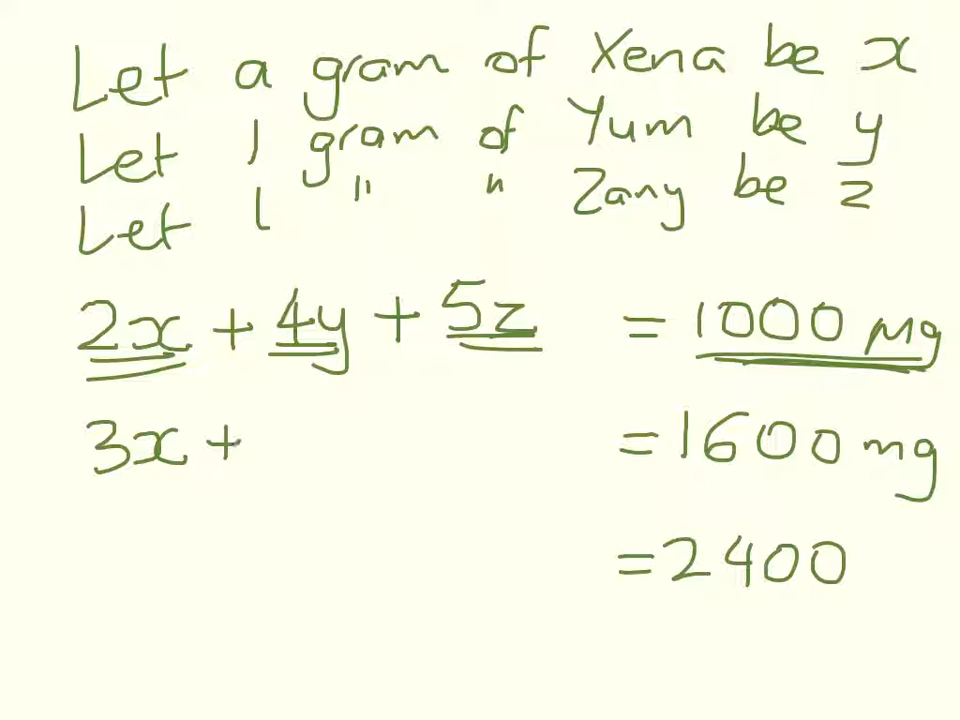 Let a gram of Xena be x
Let 1 gram of Yum be y
Let 1 " " Zany be z
2x + 4y + 5z = 1000 μg
3x + = 1600 mg
= 2400